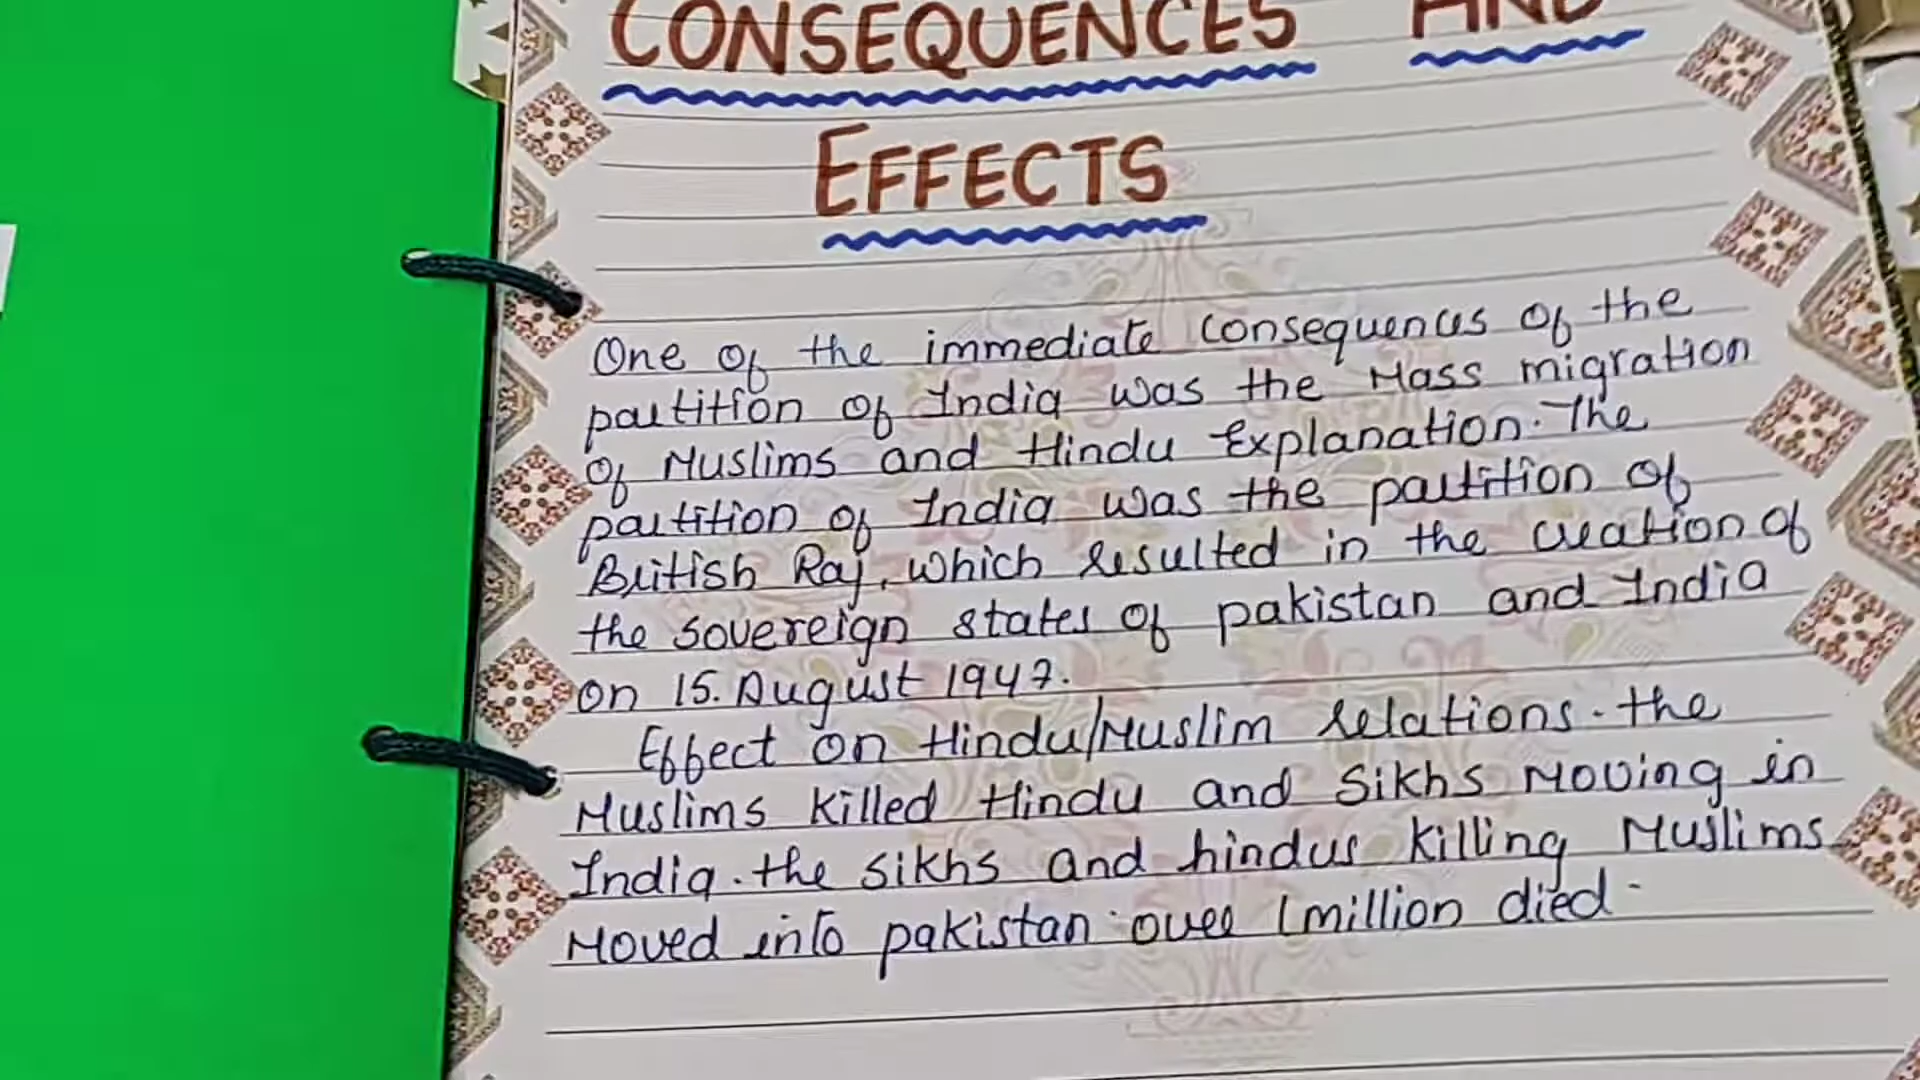 CONSEQUENCES AND
EFFECTS
One of the immediate consequences of the
partition of India was the Mass migration
of Muslims and Hindu Explanation. The
partition of India was the partition of
British Raj, which resulted in the creation of
the sovereign states of pakistan and India
on 15. August 1947.
Effect on Hindu/Muslim relations. the
Muslims killed Hindu and Sikhs Moving in
India. the sikhs and hindus killing Muslims
Moved into pakistan. over 1 million died.